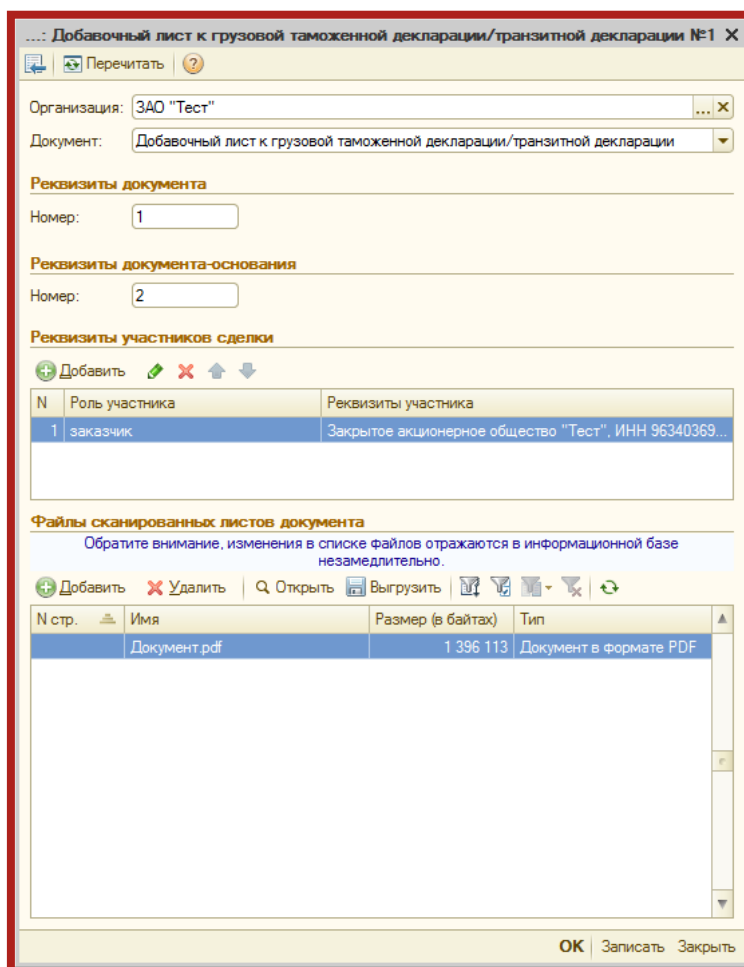 ...: Добавочный лист к грузовой таможенной декларации/транзитной декларации №1
Перечитать
Организация: ЗАО "Тест"
Документ: Добавочный лист к грузовой таможенной декларации/транзитной декларации
Реквизиты документа
Номер: 1
Реквизиты документа-основания
Номер: 2
Реквизиты участников сделки
Добавить
N Роль участника Реквизиты участника
1 заказчик Закрытое акционерное общество "Тест", ИНН 96340369...
Файлы сканированных листов документа
Обратите внимание, изменения в списке файлов отражаются в информационной базе
незамедлительно.
Добавить Удалить Открыть Выгрузить
N стр. Имя Размер (в байтах) Тип
Документ.pdf 1 396 113 Документ в формате PDF
OK Записать Закрыть